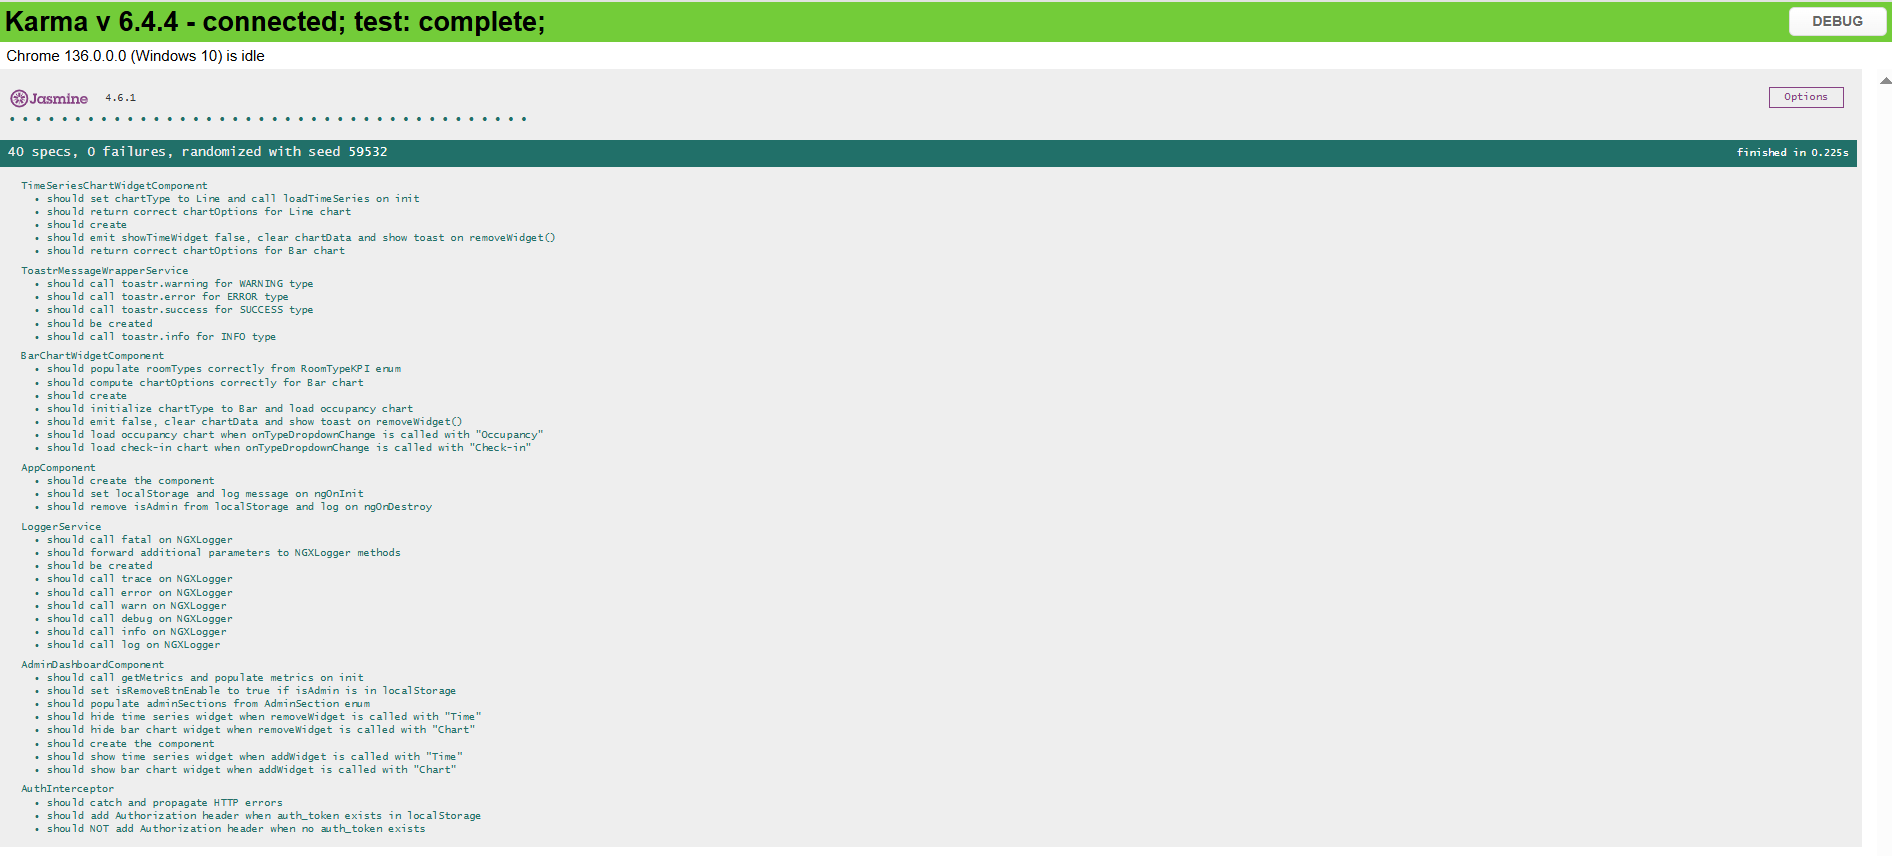 Karma v 6.4.4 - connected; test: complete;
DEBUG
Chrome 136.0.0.0 (Windows 10) is idle
Jasmine 4.6.1
Options
40 specs, 0 failures, randomized with seed 59532
finished in 0.225s
TimeSeriesChartWidgetComponent
• should set chartType to Line and call loadTimeSeries on init
• should return correct chartOptions for Line chart
• should create
• should emit showTimeWidget false, clear chartData and show toast on removeWidget()
• should return correct chartOptions for Bar chart
ToastrMessageWrapperService
• should call toastr.warning for WARNING type
• should call toastr.error for ERROR type
• should call toastr.success for SUCCESS type
• should be created
• should call toastr.info for INFO type
BarChartWidgetComponent
• should populate roomTypes correctly from RoomTypeKPI enum
• should compute chartOptions correctly for Bar chart
• should create
• should initialize chartType to Bar and load occupancy chart
• should emit false, clear chartData and show toast on removeWidget()
• should load occupancy chart when onTypeDropdownChange is called with "Occupancy"
• should load check-in chart when onTypeDropdownChange is called with "Check-in"
AppComponent
• should create the component
• should set localStorage and log message on ngOnInit
• should remove isAdmin from localStorage and log on ngOnDestroy
LoggerService
• should call fatal on NGXLogger
• should forward additional parameters to NGXLogger methods
• should be created
• should call trace on NGXLogger
• should call error on NGXLogger
• should call warn on NGXLogger
• should call debug on NGXLogger
• should call info on NGXLogger
• should call log on NGXLogger
AdminDashboardComponent
• should call getMetrics and populate metrics on init
• should set isRemoveBtnEnable to true if isAdmin is in localStorage
• should populate adminSections from AdminSection enum
• should hide time series widget when removeWidget is called with "Time"
• should hide bar chart widget when removeWidget is called with "Chart"
• should create the component
• should show time series widget when addWidget is called with "Time"
• should show bar chart widget when addWidget is called with "Chart"
AuthInterceptor
• should catch and propagate HTTP errors
• should add Authorization header when auth_token exists in localStorage
• should NOT add Authorization header when no auth_token exists